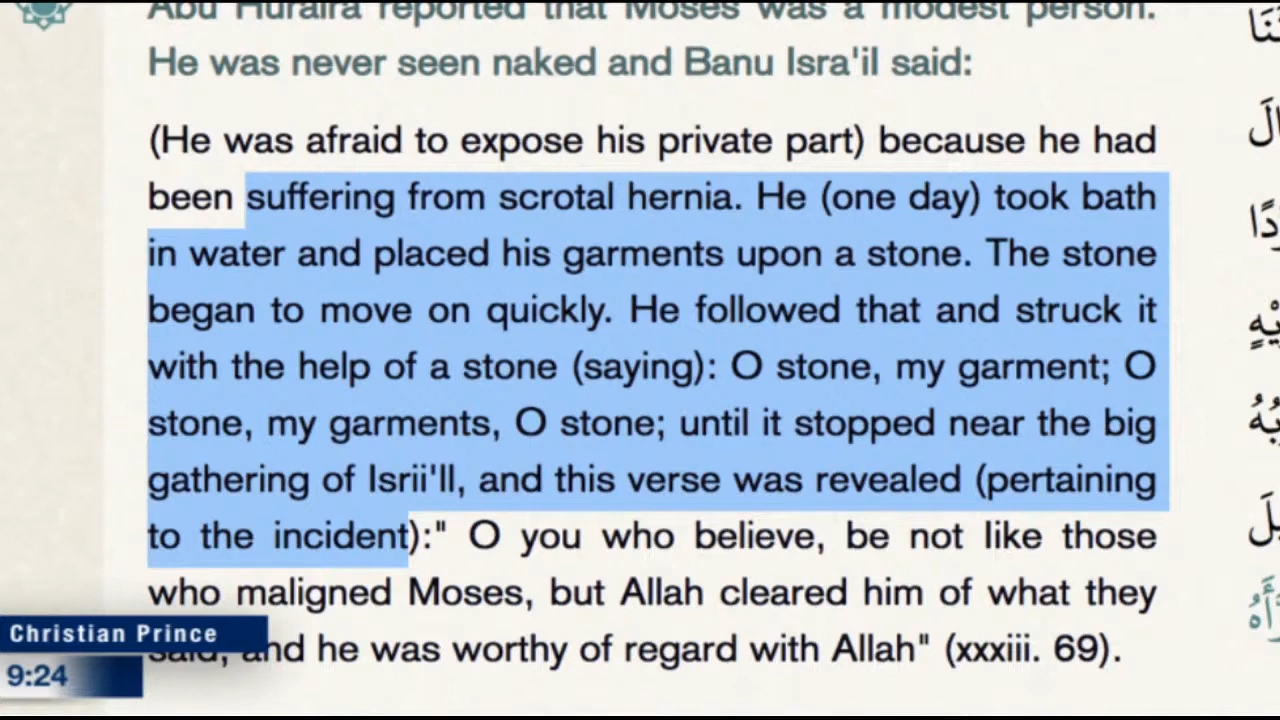 Abu Huraira reported that Moses was a modest person.
He was never seen naked and Banu Isra'il said:
(He was afraid to expose his private part) because he had
been suffering from scrotal hernia. He (one day) took bath
in water and placed his garments upon a stone. The stone
began to move on quickly. He followed that and struck it
with the help of a stone (saying): O stone, my garment; O
stone, my garments, O stone; until it stopped near the big
gathering of Isrii'll, and this verse was revealed (pertaining
to the incident):" O you who believe, be not like those
who maligned Moses, but Allah cleared him of what they
said, and he was worthy of regard with Allah" (xxxiii. 69).
Christian Prince
9:24